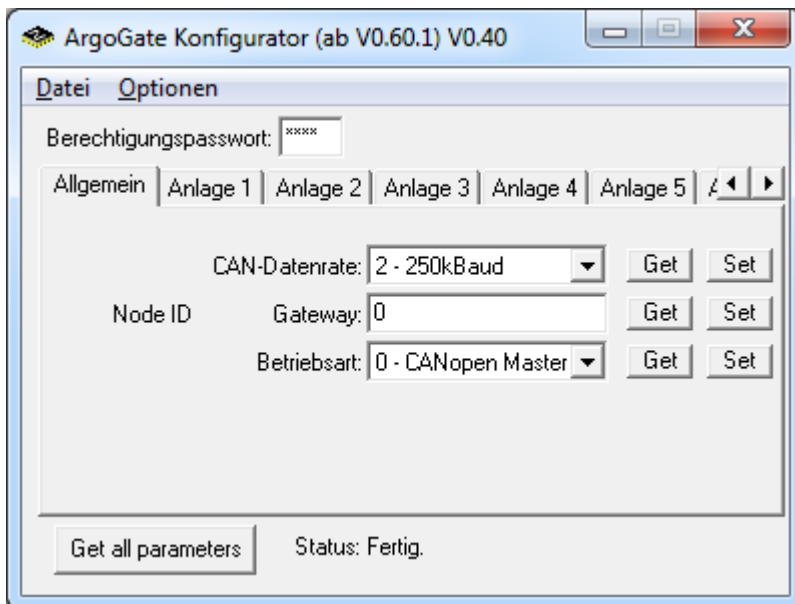 ArgoGate Konfigurator (ab V0.60.1) V0.40
Datei Optionen
Berechtigungspasswort: ****
Allgemein Anlage 1 Anlage 2 Anlage 3 Anlage 4 Anlage 5
CAN-Datenrate: 2 - 250kBaud Get Set
Node ID Gateway: 0 Get Set
Betriebsart: 0 - CANopen Master Get Set
Get all parameters Status: Fertig.